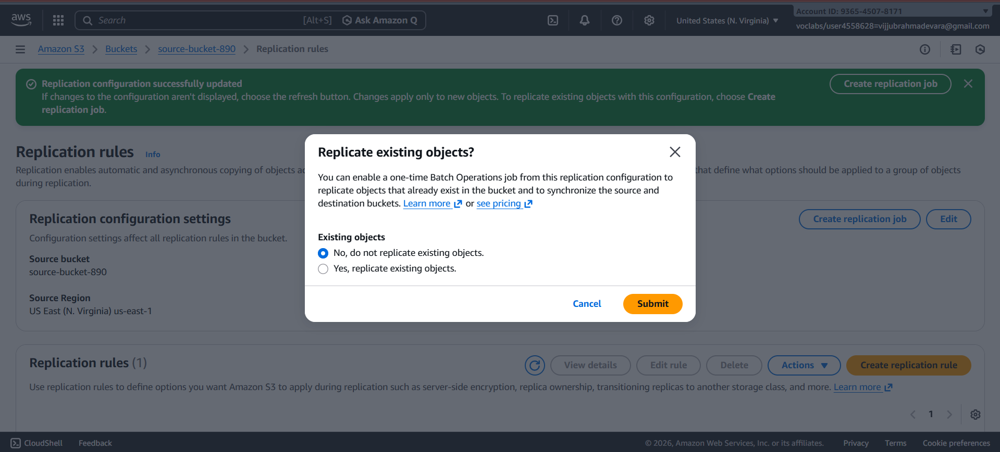 aws
Search [Alt+S] Ask Amazon Q
United States (N. Virginia)
Account ID: 9365-4507-8171
voclabs/user4558628=vijjubrahmadevara@gmail.com
Amazon S3 > Buckets > source-bucket-890 > Replication rules
Replication configuration successfully updated
If changes to the configuration aren't displayed, choose the refresh button. Changes apply only to new objects. To replicate existing objects with this configuration, choose Create
replication job.
Create replication job
Replication rules Info
Replication enables automatic and asynchronous copying of objects
that define what options should be applied to a group of objects
during replication.
Replicate existing objects?
You can enable a one-time Batch Operations job from this replication configuration to
replicate objects that already exist in the bucket and to synchronize the source and
destination buckets. Learn more or see pricing
Existing objects
No, do not replicate existing objects.
Yes, replicate existing objects.
Cancel Submit
Replication configuration settings
Create replication job Edit
Configuration settings affect all replication rules in the bucket.
Source bucket
source-bucket-890
Source Region
US East (N. Virginia) us-east-1
Replication rules (1)
View details Edit rule Delete Actions Create replication rule
Use replication rules to define options you want Amazon S3 to apply during replication such as server-side encryption, replica ownership, transitioning replicas to another storage class, and more. Learn more
1
CloudShell Feedback
© 2026, Amazon Web Services, Inc. or its affiliates. Privacy Terms Cookie preferences